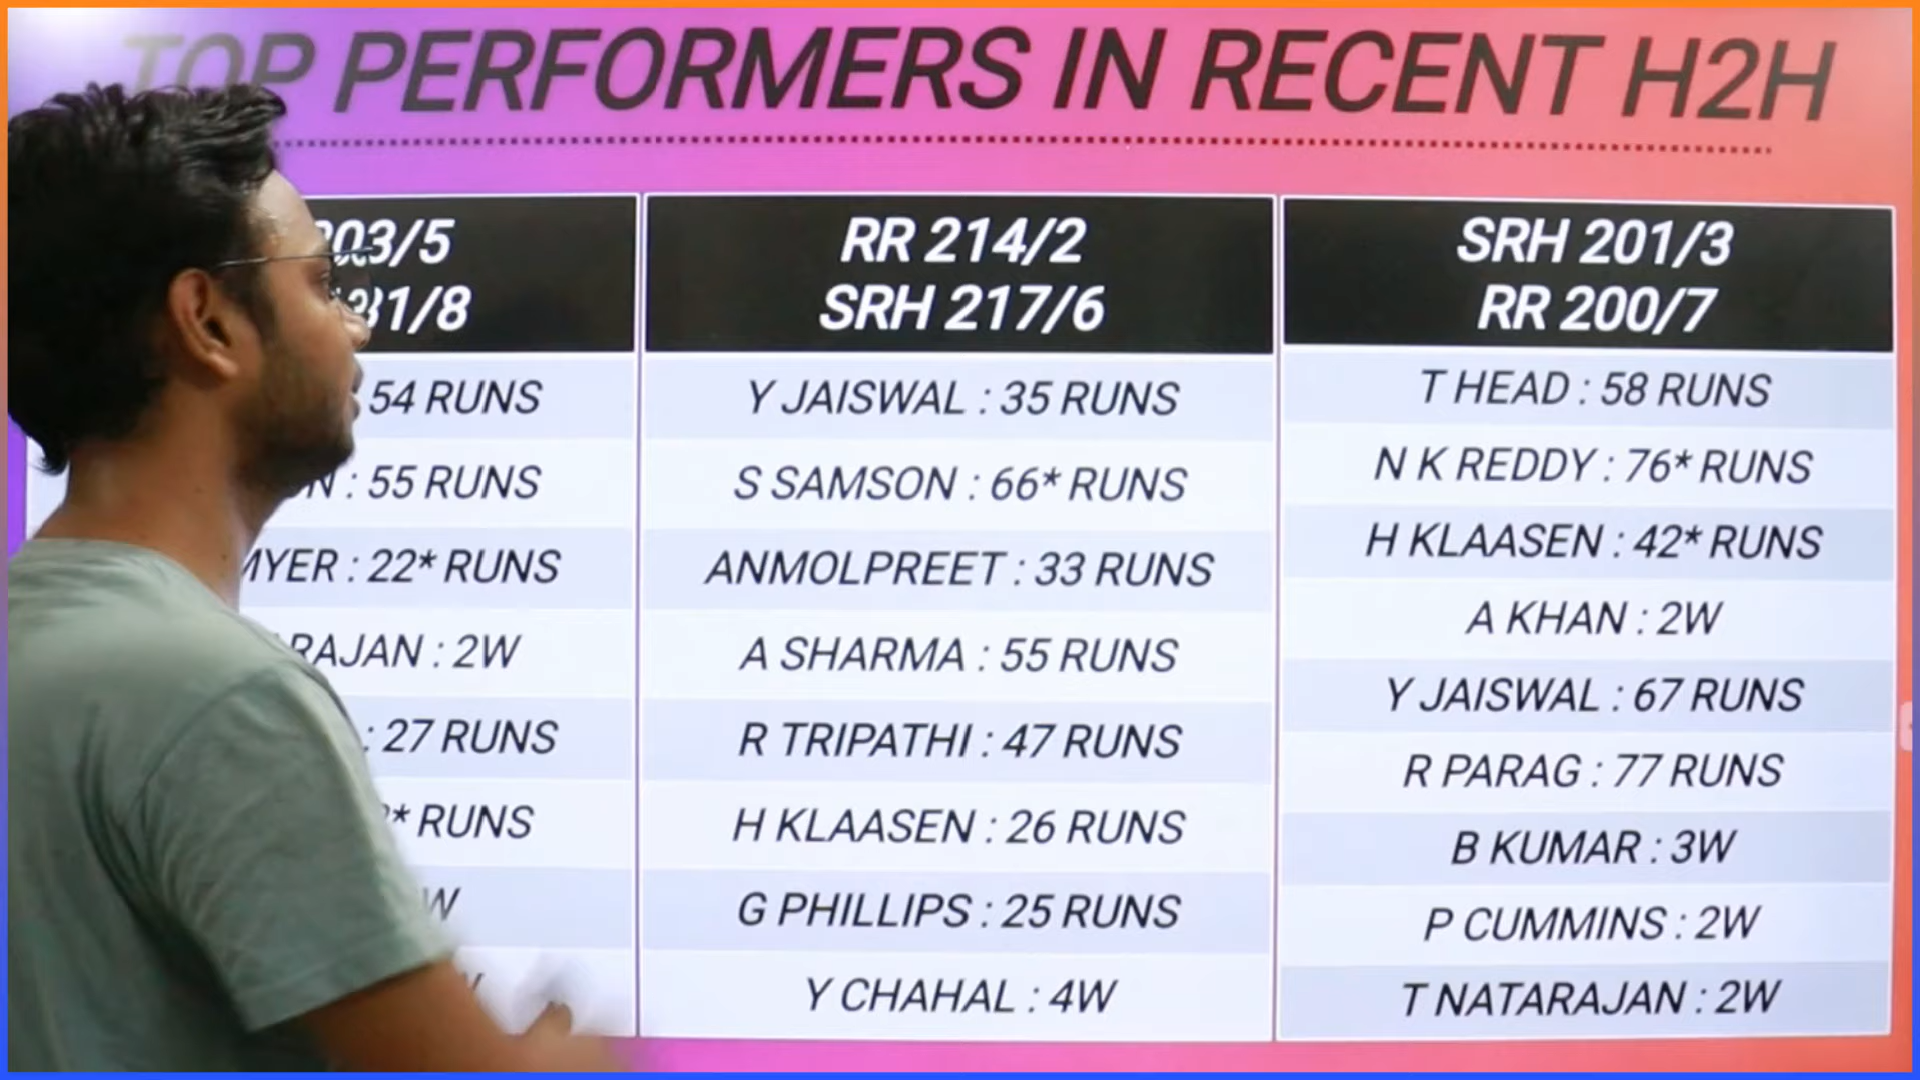 TOP PERFORMERS IN RECENT H2H
03/5
31/8
54 RUNS
N : 55 RUNS
MYER : 22* RUNS
RAJAN : 2W
: 27 RUNS
* RUNS
W
RR 214/2
SRH 217/6
Y JAISWAL : 35 RUNS
S SAMSON : 66* RUNS
ANMOLPREET : 33 RUNS
A SHARMA : 55 RUNS
R TRIPATHI : 47 RUNS
H KLAASEN : 26 RUNS
G PHILLIPS : 25 RUNS
Y CHAHAL : 4W
SRH 201/3
RR 200/7
T HEAD : 58 RUNS
N K REDDY : 76* RUNS
H KLAASEN : 42* RUNS
A KHAN : 2W
Y JAISWAL : 67 RUNS
R PARAG : 77 RUNS
B KUMAR : 3W
P CUMMINS : 2W
T NATARAJAN : 2W